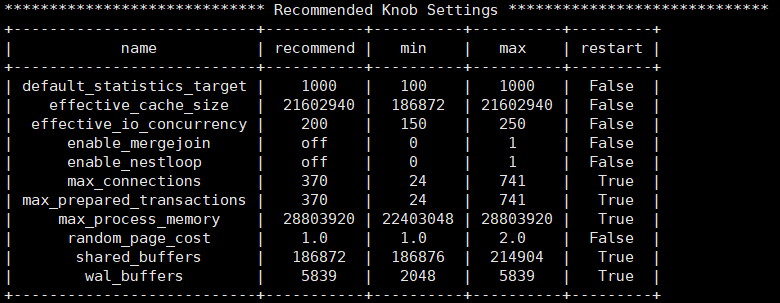 ***************************** Recommended Knob Settings *****************************
+---------------------------+-----------+----------+----------+---------+
|            name           | recommend |   min    |   max    | restart |
+---------------------------+-----------+----------+----------+---------+
| default_statistics_target |    1000   |   100    |   1000   |  False  |
|    effective_cache_size   |  21602940 |  186872  | 21602940 |  False  |
|  effective_io_concurrency |    200    |   150    |   250    |  False  |
|      enable_mergejoin     |    off    |    0     |    1     |  False  |
|      enable_nestloop      |    off    |    0     |    1     |  False  |
|      max_connections      |    370    |    24    |   741    |   True  |
| max_prepared_transactions |    370    |    24    |   741    |   True  |
|     max_process_memory    |  28803920 | 22403048 | 28803920 |   True  |
|      random_page_cost     |    1.0    |   1.0    |   2.0    |  False  |
|       shared_buffers      |   186872  |  186876  |  214904  |   True  |
|        wal_buffers        |    5839   |   2048   |   5839   |   True  |
+---------------------------+-----------+----------+----------+---------+